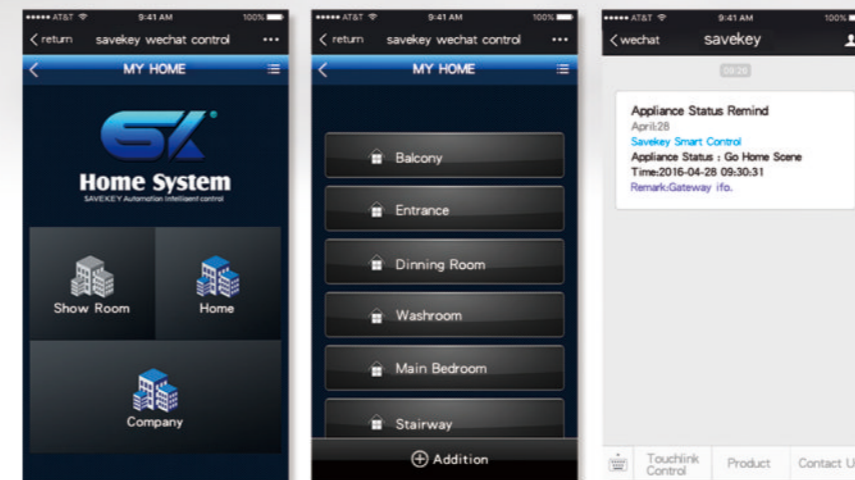 AT&T 9:41 AM 100%
return savekey wechat control •••
MY HOME
SK
Home System
SAVEKEY Automation Intelligent control
Show Room
Home
Company
AT&T 9:41 AM 100%
return savekey wechat control •••
MY HOME
Balcony
Entrance
Dinning Room
Washroom
Main Bedroom
Stairway
Addition
AT&T 9:41 AM 100%
wechat savekey
09:26
Appliance Status Remind
April:28
Savekey Smart Control
Appliance Status : Go Home Scene
Time:2016-04-28 09:30:31
Remark:Gateway ifo.
Touchlink
Control
Product
Contact U